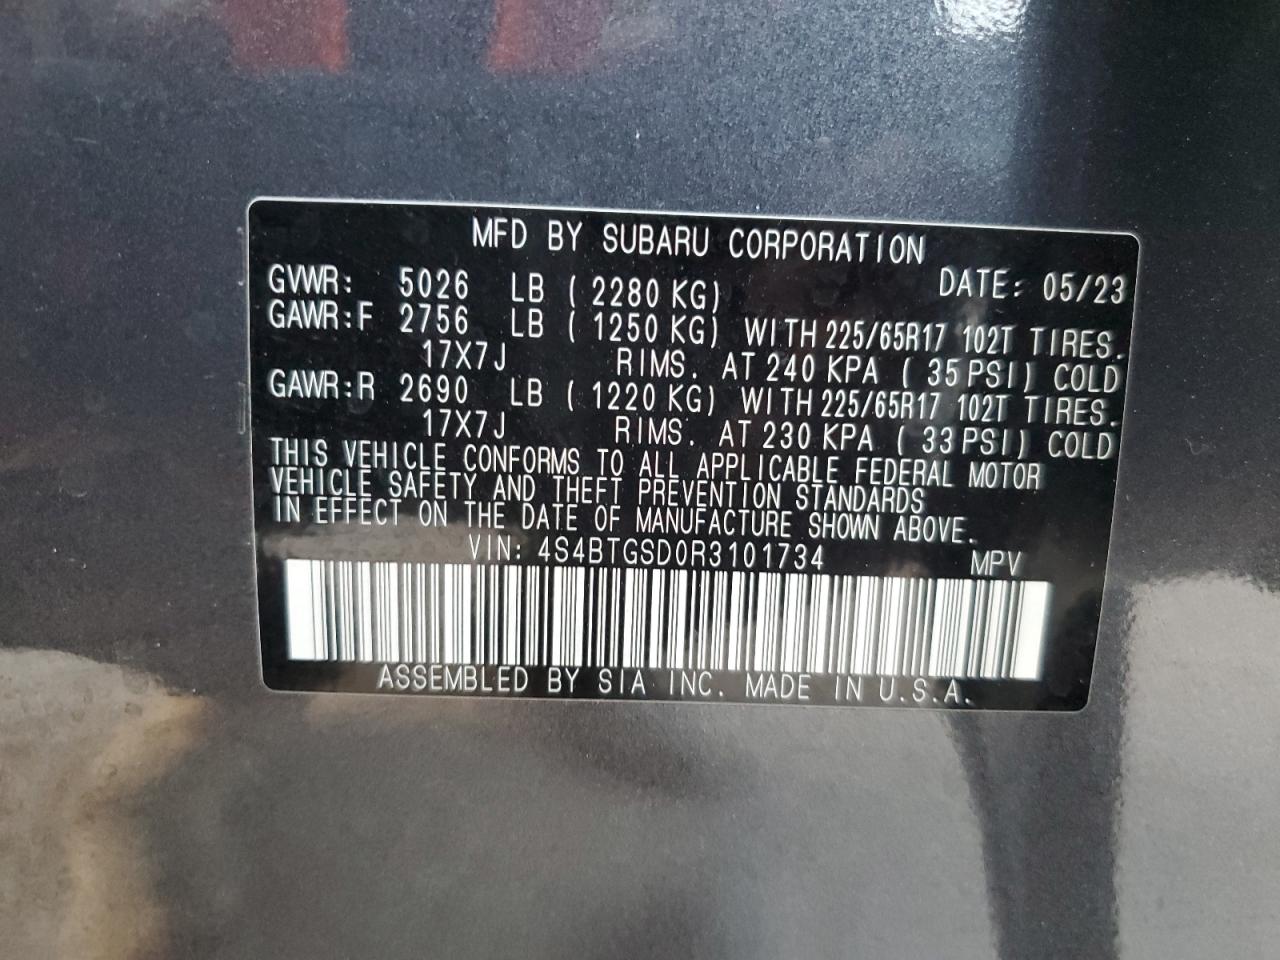 MFD BY SUBARU CORPORATION
GVWR: 5026 LB ( 2280 KG) DATE: 05/23
GAWR:F 2756 LB ( 1250 KG) WITH 225/65R17 102T TIRES.
17X7J RIMS. AT 240 KPA ( 35 PSI) COLD
GAWR:R 2690 LB ( 1220 KG) WITH 225/65R17 102T TIRES.
17X7J RIMS. AT 230 KPA ( 33 PSI) COLD
THIS VEHICLE CONFORMS TO ALL APPLICABLE FEDERAL MOTOR
VEHICLE SAFETY AND THEFT PREVENTION STANDARDS
IN EFFECT ON THE DATE OF MANUFACTURE SHOWN ABOVE.
VIN: 4S4BTGSD0R3101734 MPV
ASSEMBLED BY SIA INC. MADE IN U.S.A.